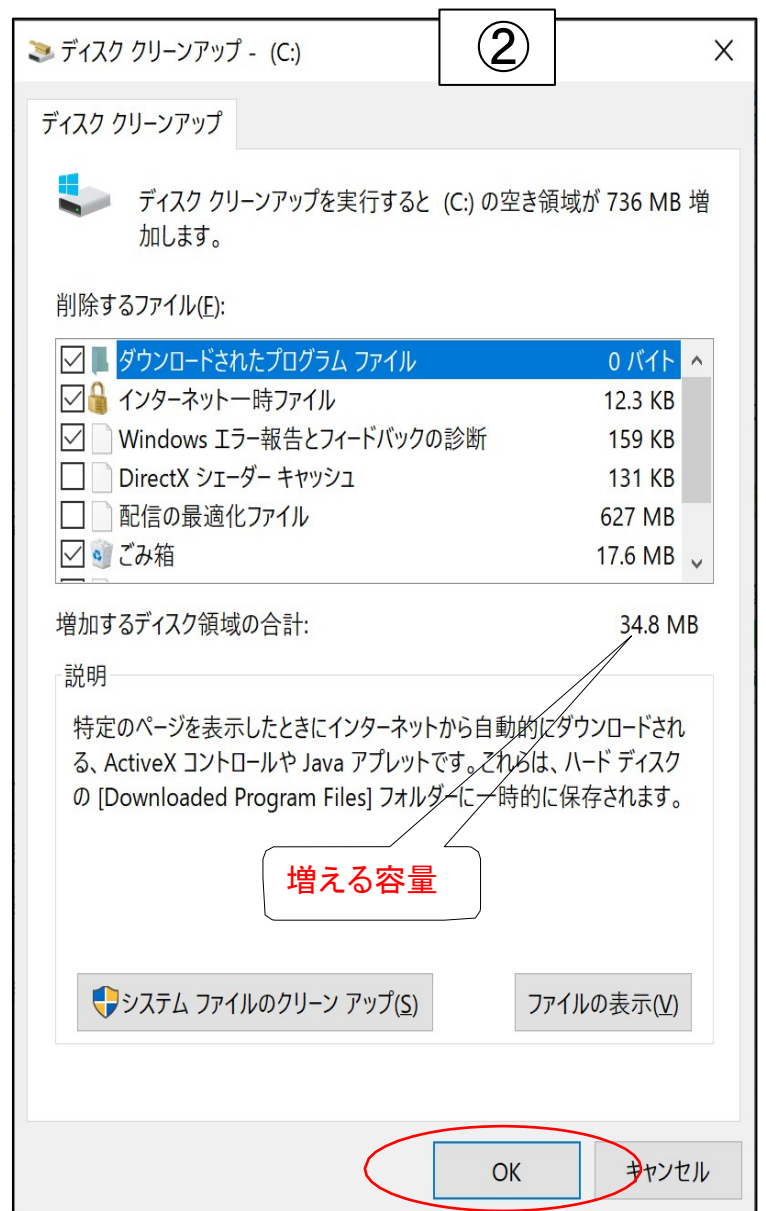 ②
ディスク クリーンアップ - (C:)
ディスク クリーンアップ
ディスク クリーンアップを実行すると (C:) の空き領域が 736 MB 増
加します。
削除するファイル(F):
ダウンロードされたプログラム ファイル 0 バイト
インターネット一時ファイル 12.3 KB
Windows エラー報告とフィードバックの診断 159 KB
DirectX シェーダー キャッシュ 131 KB
配信の最適化ファイル 627 MB
ごみ箱 17.6 MB
増加するディスク領域の合計: 34.8 MB
説明
特定のページを表示したときにインターネットから自動的にダウンロードされ
る、ActiveX コントロールや Java アプレットです。これらは、ハード ディスク
の [Downloaded Program Files] フォルダーに一時的に保存されます。
増える容量
システム ファイルのクリーン アップ(S) ファイルの表示(V)
OK キャンセル